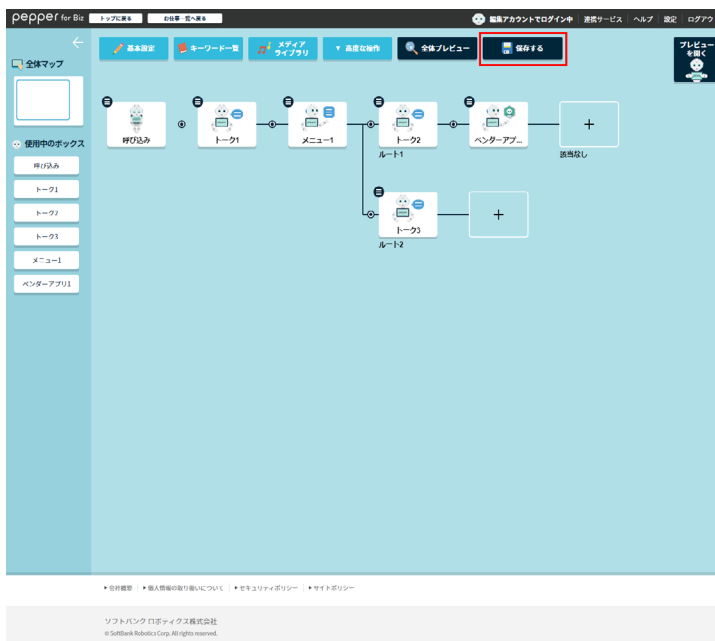 pepper for Biz
トップに戻る
お仕事一覧へ戻る
編集アカウントでログイン中
連携サービス
ヘルプ
設定
ログアウ
全体マップ
基本設定
キーワード一覧
メディア
ライブラリ
▼ 高度な操作
全体プレビュー
保存する
プレビュー
を開く
使用中のボックス
呼び込み
トーク1
トーク2
トーク3
メニュー1
ベンダーアプリ1
呼び込み
トーク1
メニュー1
トーク2
ベンダーアプ...
ルート1
該当なし
トーク3
ルート2
会社概要
個人情報の取り扱いについて
セキュリティポリシー
サイトポリシー
ソフトバンク ロボティクス株式会社
© SoftBank Robotics Corp. All rights reserved.